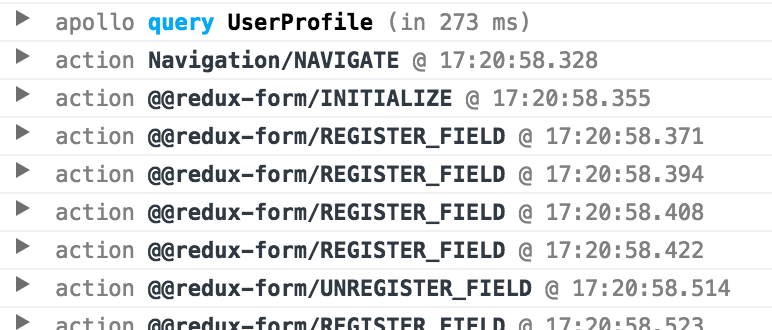 apollo query UserProfile (in 273 ms)
action Navigation/NAVIGATE @ 17:20:58.328
action @@redux-form/INITIALIZE @ 17:20:58.355
action @@redux-form/REGISTER_FIELD @ 17:20:58.371
action @@redux-form/REGISTER_FIELD @ 17:20:58.394
action @@redux-form/REGISTER_FIELD @ 17:20:58.408
action @@redux-form/REGISTER_FIELD @ 17:20:58.422
action @@redux-form/UNREGISTER_FIELD @ 17:20:58.514
action @@redux-form/REGISTER_FIELD @ 17:20:58.523